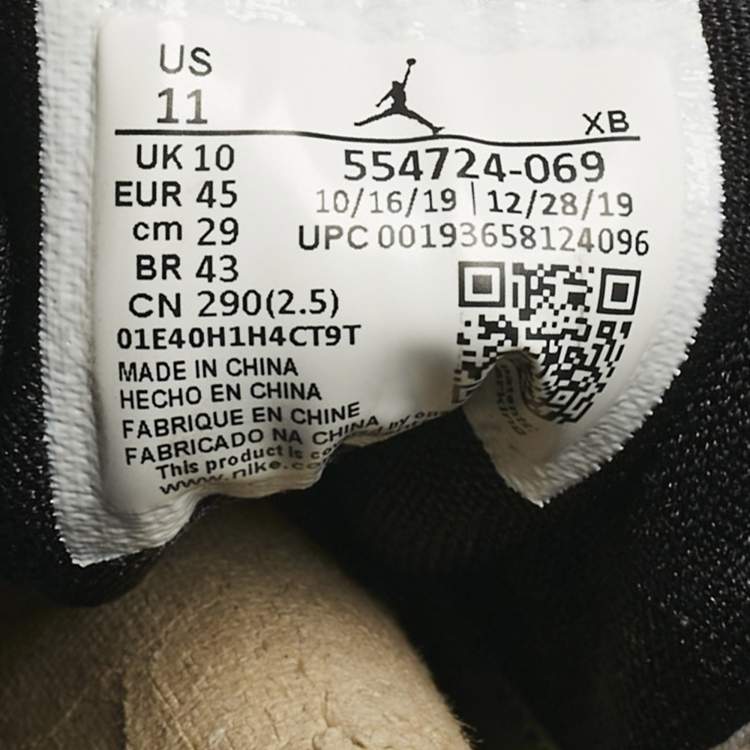 US
11
XB
UK 10
EUR 45
cm 29
BR 43
CN 290(2.5)
554724-069
10/16/19 | 12/28/19
UPC 00193658124096
01E40H1H4CT9T
MADE IN CHINA
HECHO EN CHINA
FABRIQUE EN CHINE
FABRICADO NA CHINA
This product is
www.nike.